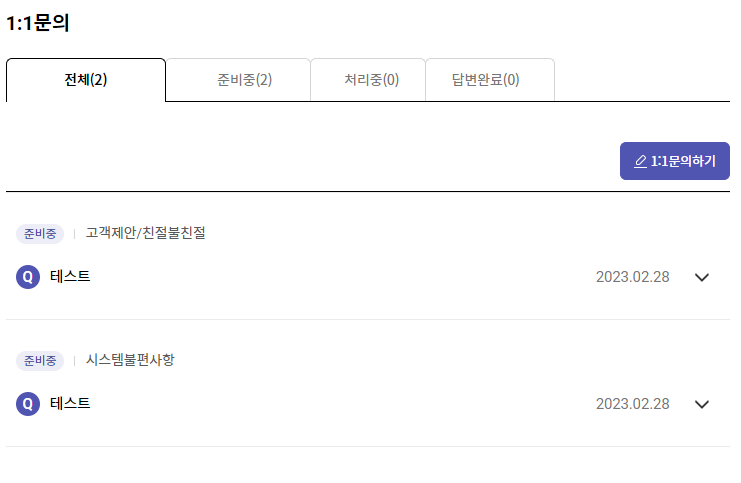 1:1문의
전체(2) 준비중(2) 처리중(0) 답변완료(0)
1:1문의하기
준비중 고객제안/친절불친절
Q 테스트 2023.02.28
준비중 시스템불편사항
Q 테스트 2023.02.28